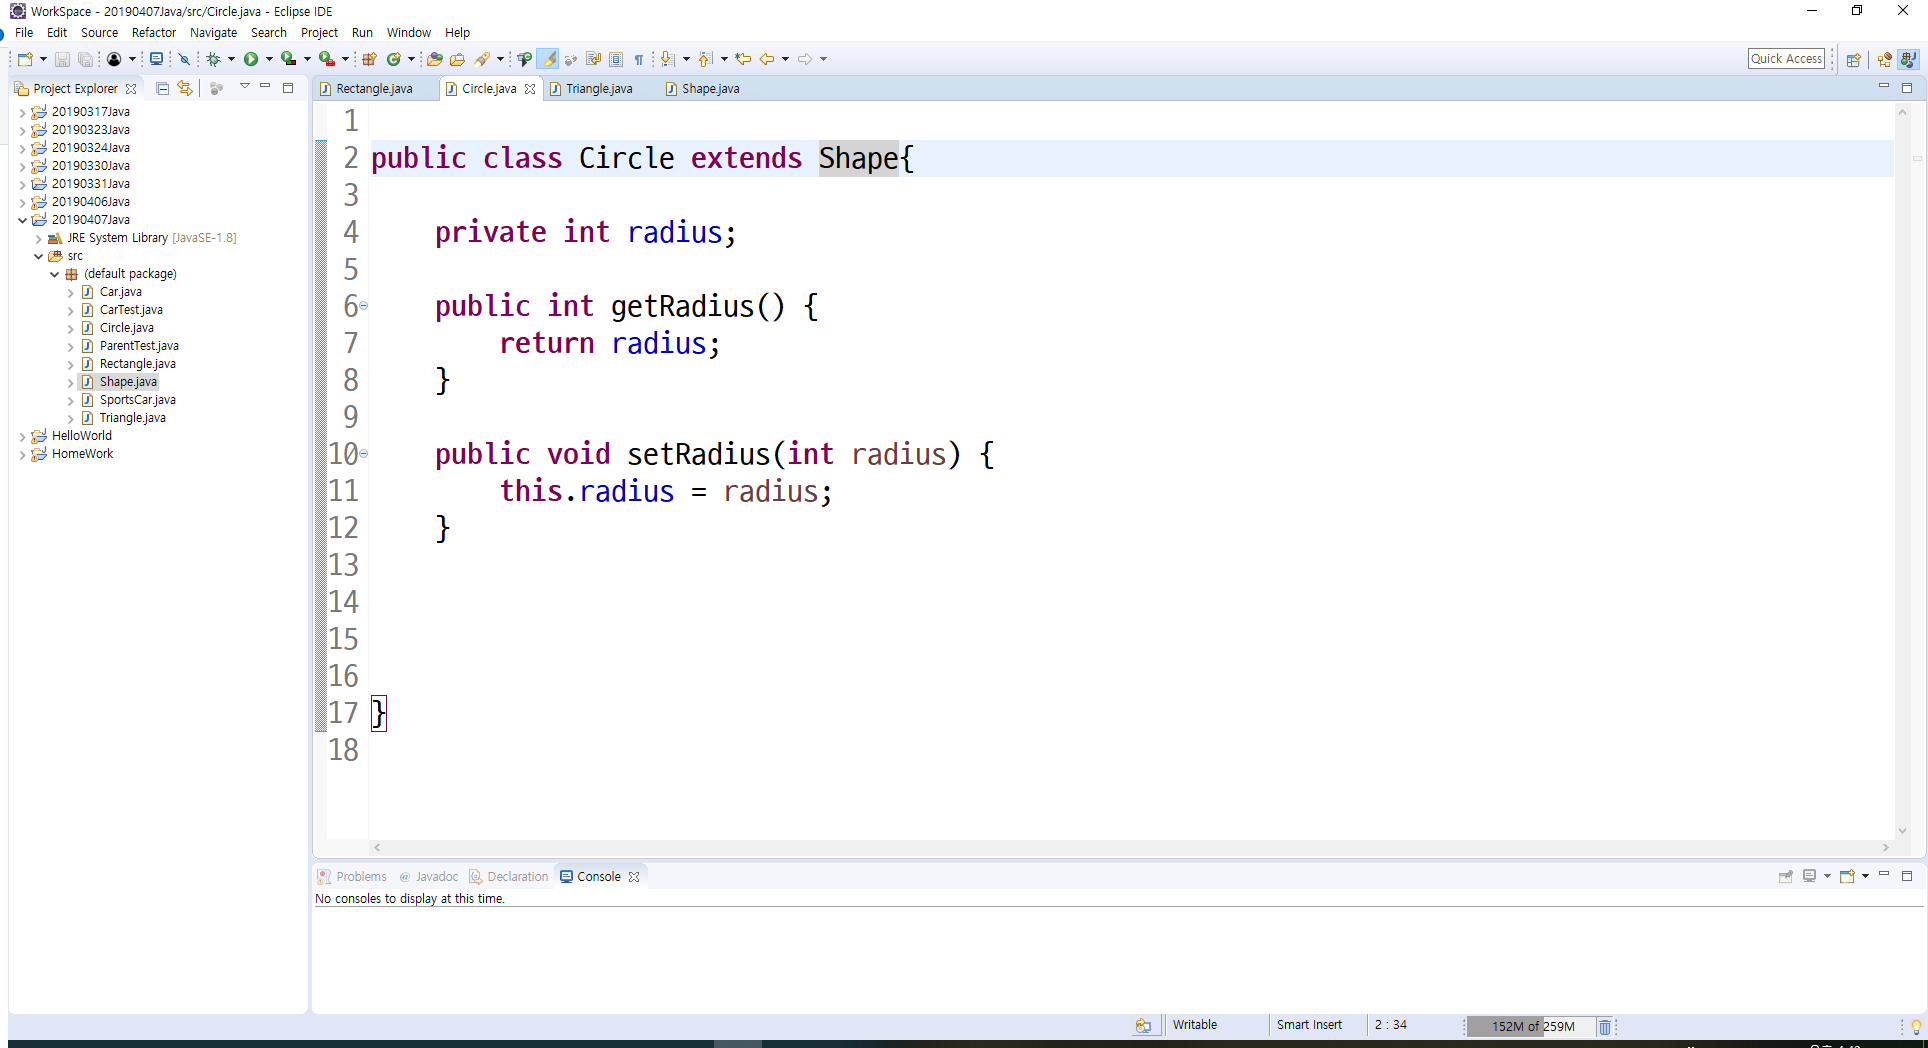 WorkSpace - 20190407Java/src/Circle.java - Eclipse IDE
File Edit Source Refactor Navigate Search Project Run Window Help
Quick Access
Project Explorer
Rectangle.java Circle.java Triangle.java Shape.java
20190317Java
20190323Java
20190324Java
20190330Java
20190331Java
20190406Java
20190407Java
JRE System Library [JavaSE-1.8]
src
(default package)
Car.java
CarTest.java
Circle.java
ParentTest.java
Rectangle.java
Shape.java
SportsCar.java
Triangle.java
HelloWorld
HomeWork
1
2 public class Circle extends Shape{
3
4     private int radius;
5
6     public int getRadius() {
7         return radius;
8     }
9
10     public void setRadius(int radius) {
11         this.radius = radius;
12     }
13
14
15
16
17 }
18
Problems @ Javadoc Declaration Console
No consoles to display at this time.
Writable Smart Insert 2 : 34 152M of 259M